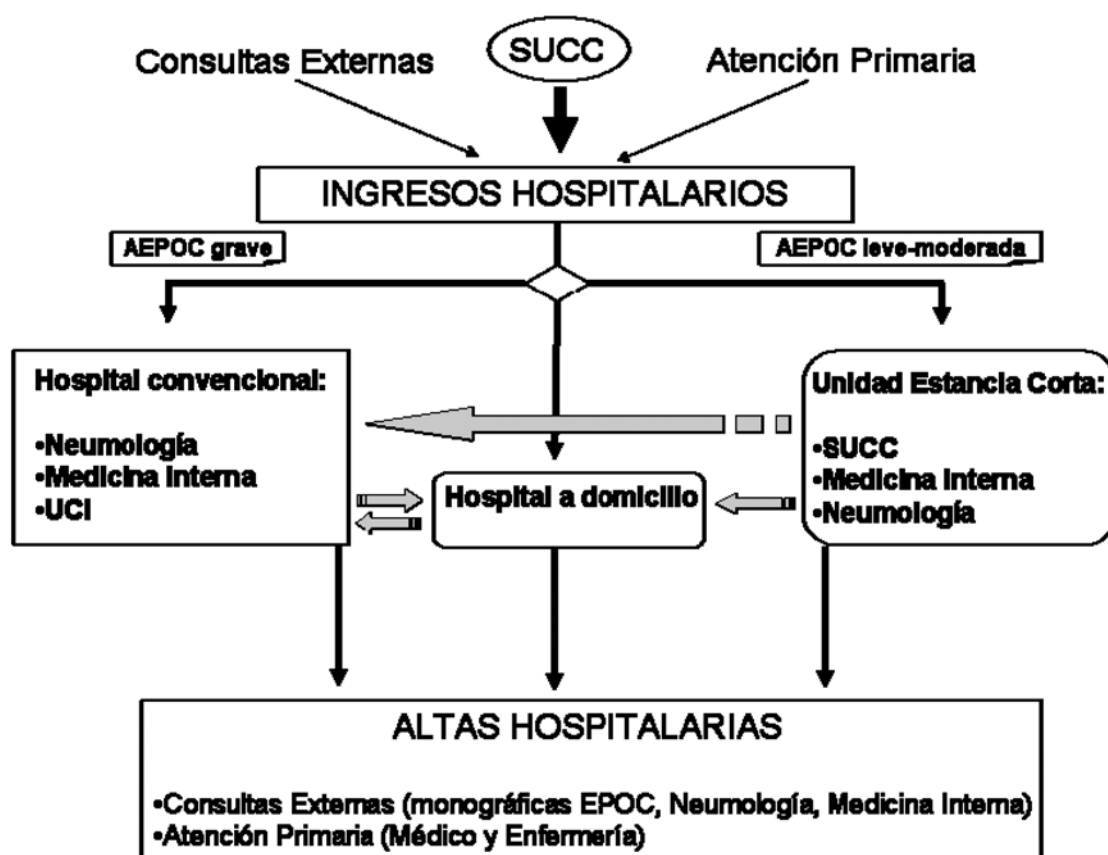 SUCC
Consultas Externas
Atención Primaria
INGRESOS HOSPITALARIOS
AEPOC grave
AEPOC leve-moderada
Hospital convencional:
•Neumología
•Medicina Interna
•UCI
Hospital a domicilio
Unidad Estancia Corta:
•SUCC
•Medicina Interna
•Neumología
ALTAS HOSPITALARIAS
•Consultas Externas (monográficas EPOC, Neumología, Medicina Interna)
•Atención Primaria (Médico y Enfermería)